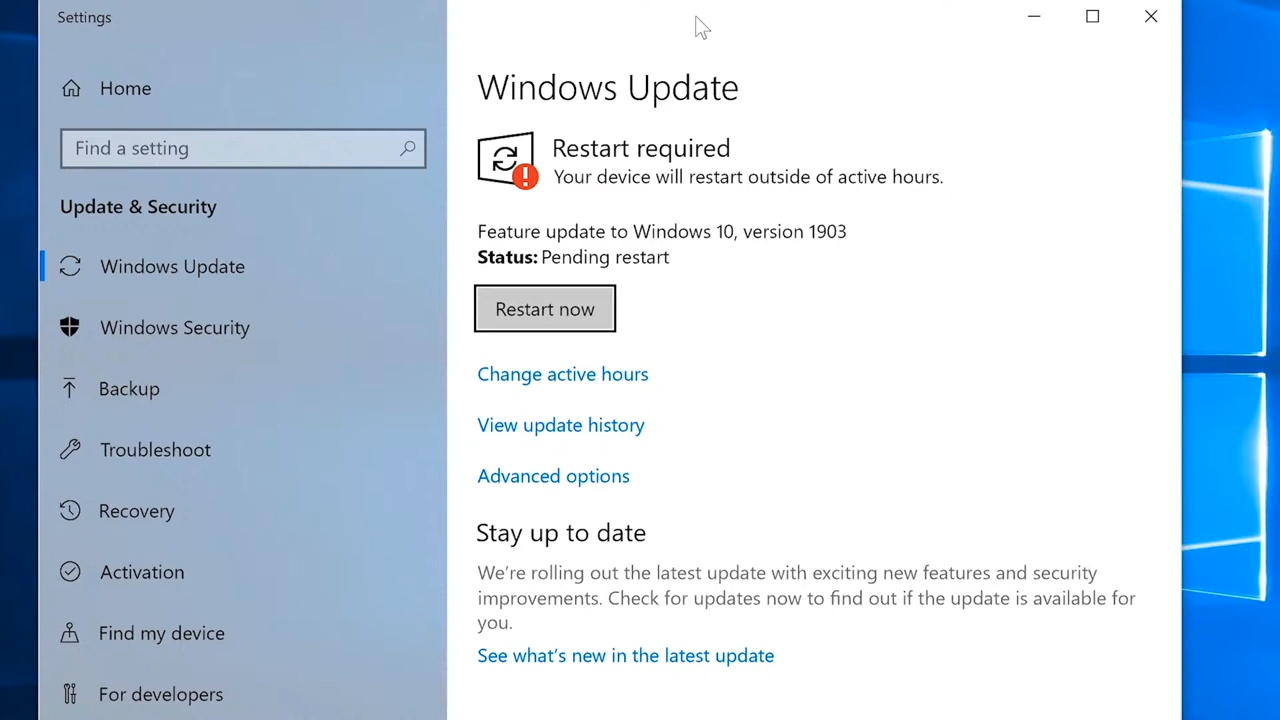 Settings
Home
Find a setting
Update & Security
Windows Update
Windows Security
Backup
Troubleshoot
Recovery
Activation
Find my device
For developers
Windows Update
Restart required
Your device will restart outside of active hours.
Feature update to Windows 10, version 1903
Status: Pending restart
Restart now
Change active hours
View update history
Advanced options
Stay up to date
We're rolling out the latest update with exciting new features and security
improvements. Check for updates now to find out if the update is available for
you.
See what's new in the latest update